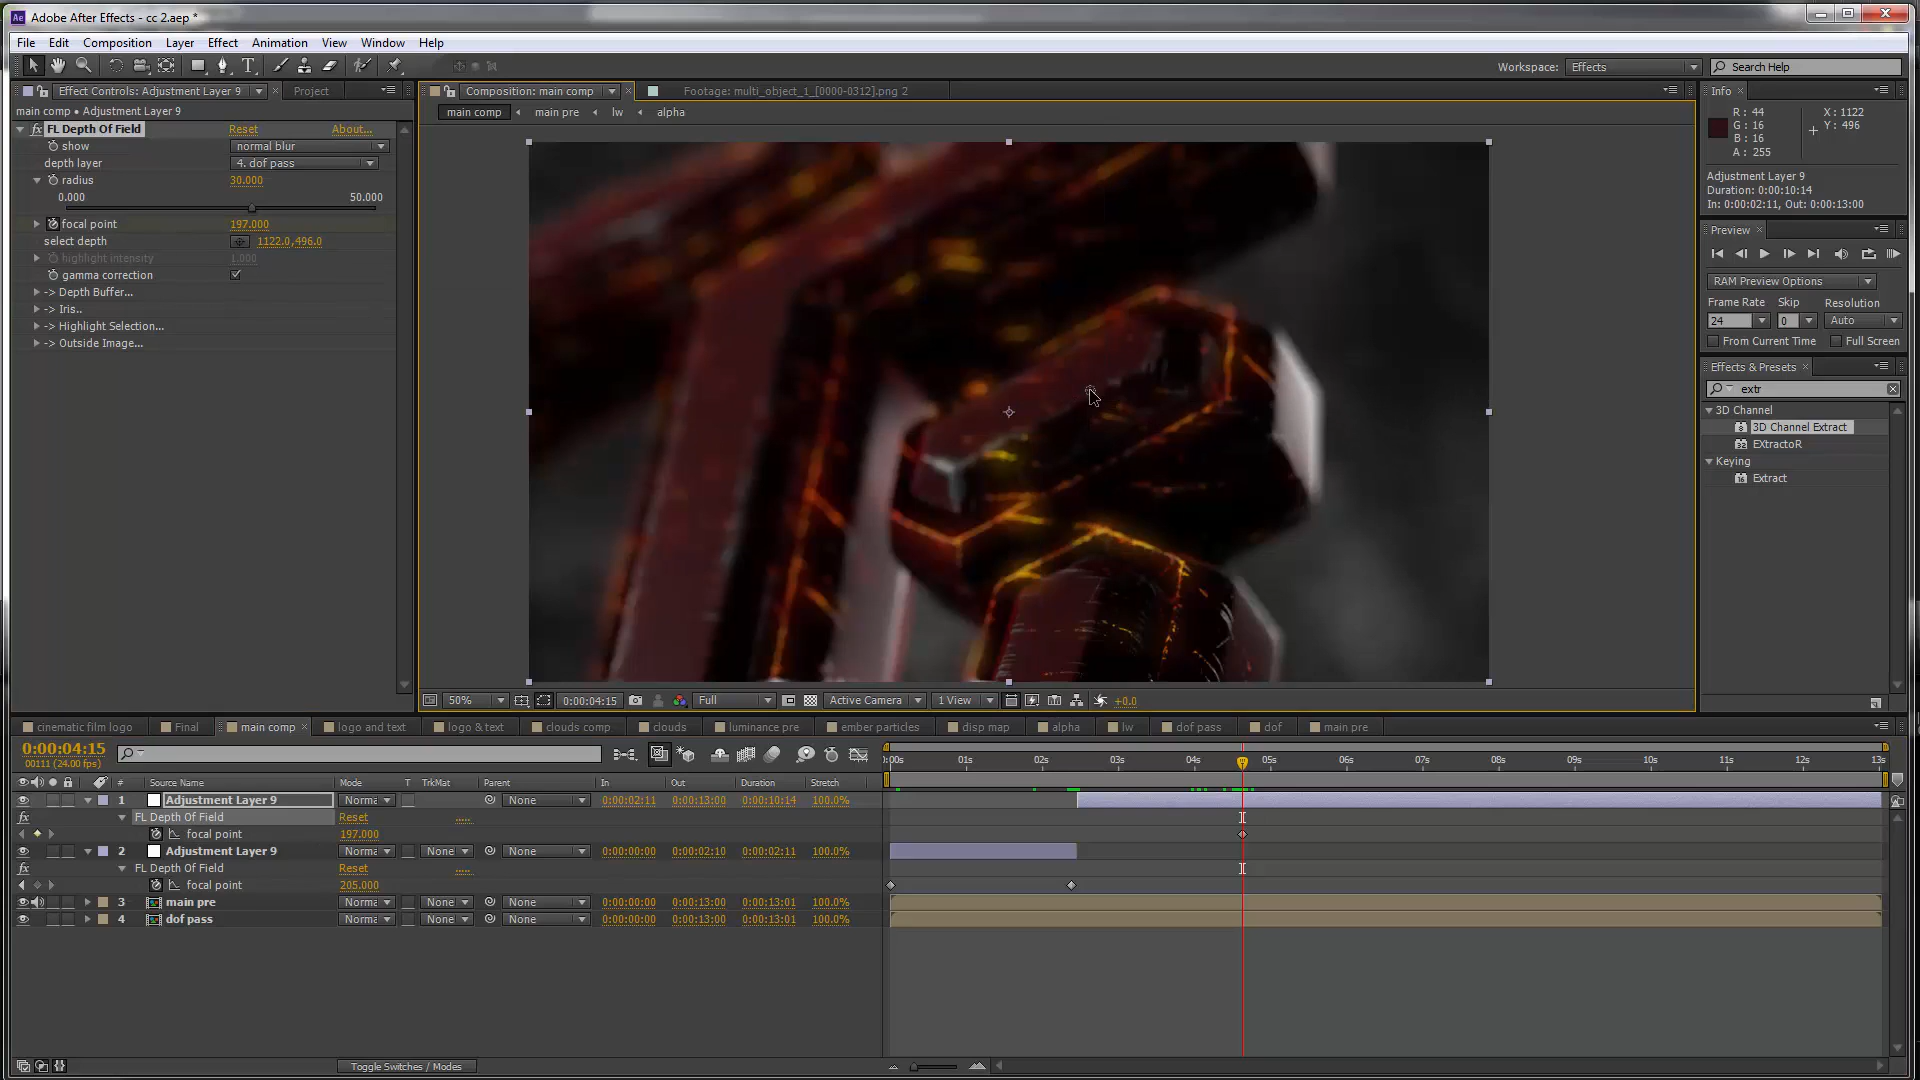 Adobe After Effects - cc 2.aep *
File Edit Composition Layer Effect Animation View Window Help
Workspace: Effects Search Help
Effect Controls: Adjustment Layer 9 Project
main comp • Adjustment Layer 9
FL Depth Of Field Reset About...
show normal blur
depth layer 4. dof pass
radius 30.000
0.000 50.000
focal point 197.000
select depth 1122.0,496.0
highlight intensity 1.000
gamma correction
-> Depth Buffer...
-> Iris..
-> Highlight Selection...
-> Outside Image...
Composition: main comp Footage: multi_object_1_[0000-0312].png 2
main comp main pre lw alpha
50% 0:00:04:15 Full Active Camera 1 View +0.0
Info
R : 44
G : 16
B : 16
A : 255
X : 1122
Y : 496
Adjustment Layer 9
Duration: 0:00:10:14
In: 0:00:02:11, Out: 0:00:13:00
Preview
RAM Preview Options
Frame Rate Skip Resolution
24 0 Auto
From Current Time Full Screen
Effects & Presets
extr
3D Channel
3D Channel Extract
EXtractoR
Keying
Extract
cinematic film logo Final main comp logo and text logo & text clouds comp clouds luminance pre ember particles disp map alpha lw dof pass dof main pre
0:00:04:15
00111 (24.00 fps)
# Source Name Mode T TrkMat Parent In Out Duration Stretch
:00s 01s 02s 03s 04s 05s 06s 07s 08s 09s 10s 11s 12s 13s
1 Adjustment Layer 9 Norma None 0:00:02:11 0:00:13:00 0:00:10:14 100.0%
fx FL Depth Of Field Reset .....
focal point 197.000
2 Adjustment Layer 9 Norma None None 0:00:00:00 0:00:02:10 0:00:02:11 100.0%
fx FL Depth Of Field Reset .....
focal point 205.000
3 main pre Norma None None 0:00:00:00 0:00:13:00 0:00:13:01 100.0%
4 dof pass Norma None None 0:00:00:00 0:00:13:00 0:00:13:01 100.0%
Toggle Switches / Modes